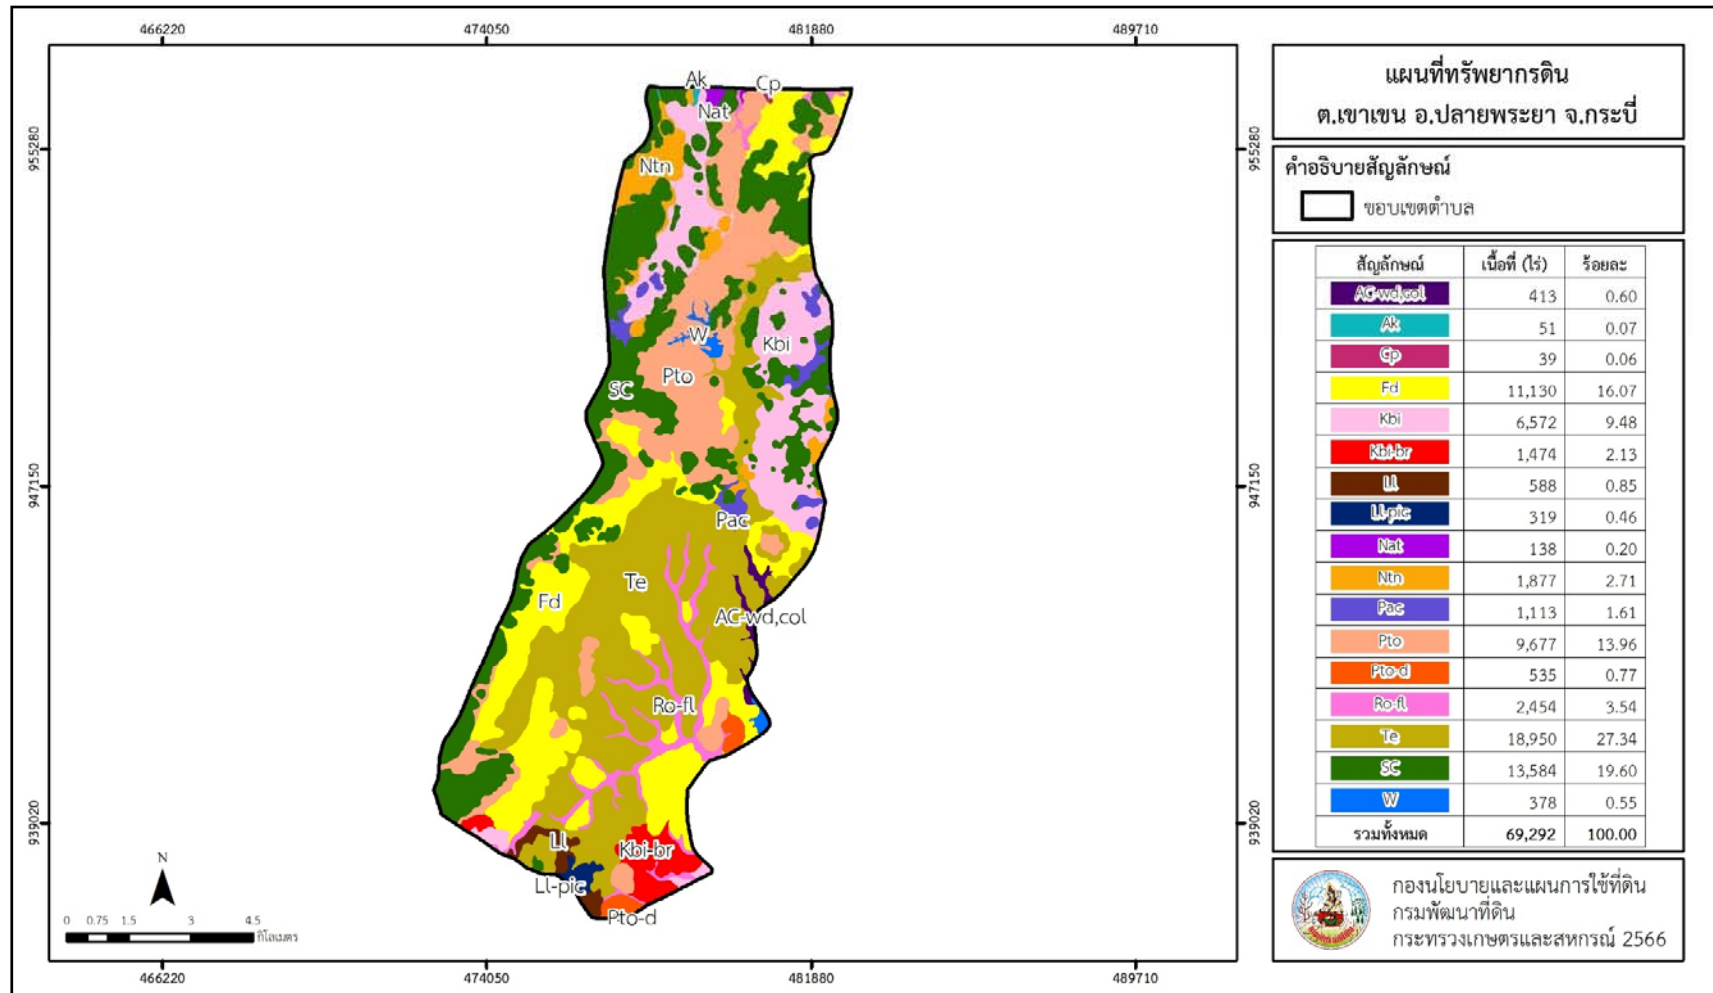 466220 474050 481880 489710
955280 947150 939020
Ak Cp
Nat
Ntn
W
Kbi
Pto
SC
Pac
Te
Fd
AC-wd,col
Ro-fl
Ll
Kbi-br
Ll-pic
Pto-d
N
0 0.75 1.5 3 4.5
กิโลเมตร
466220 474050 481880 489710
955280 947150 939020
แผนที่ทรัพยากรดิน
ต.เขาเขน อ.ปลายพระยา จ.กระบี่
คำอธิบายสัญลักษณ์
ขอบเขตตำบล
สัญลักษณ์ เนื้อที่ (ไร่) ร้อยละ
AC-wd,col 413 0.60
Ak 51 0.07
Cp 39 0.06
Fd 11,130 16.07
Kbi 6,572 9.48
Kbi-br 1,474 2.13
Ll 588 0.85
Ll-pic 319 0.46
Nat 138 0.20
Ntn 1,877 2.71
Pac 1,113 1.61
Pto 9,677 13.96
Pto-d 535 0.77
Ro-fl 2,454 3.54
Te 18,950 27.34
SC 13,584 19.60
W 378 0.55
รวมทั้งหมด 69,292 100.00
กองนโยบายและแผนการใช้ที่ดิน
กรมพัฒนาที่ดิน
กระทรวงเกษตรและสหกรณ์ 2566